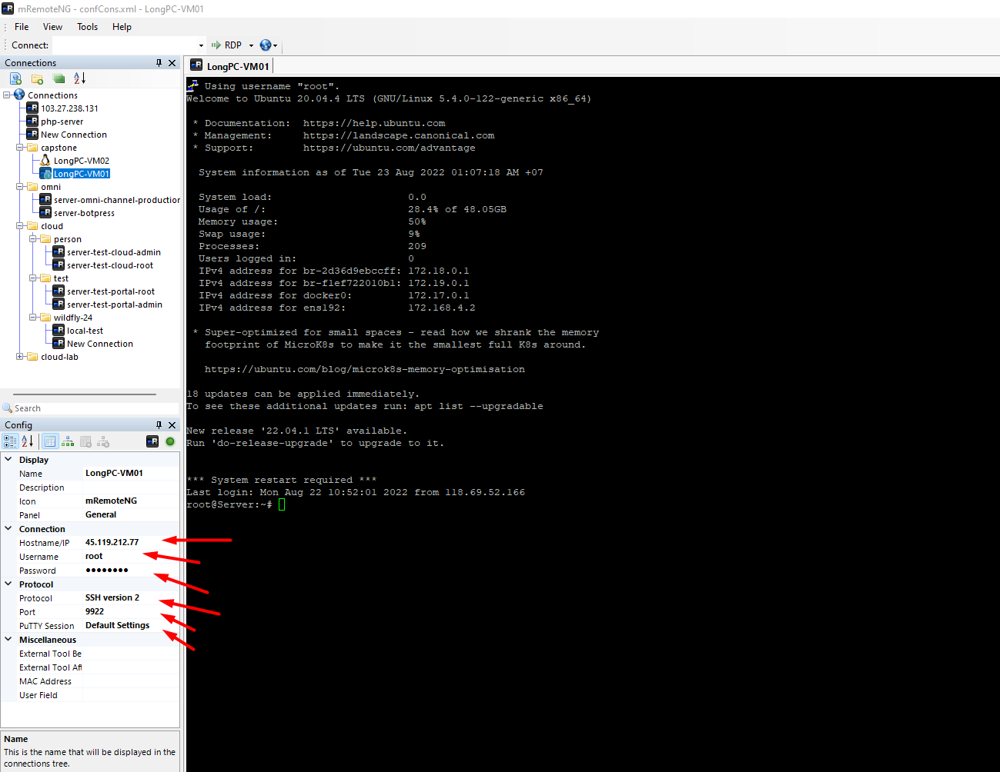 mRemoteNG - confCons.xml - LongPC-VM01
File View Tools Help
Connect: RDP
Connections
Connections
103.27.238.131
php-server
New Connection
capstone
LongPC-VM02
LongPC-VM01
omni
server-omni-channel-production
server-botpress
cloud
person
server-test-cloud-admin
server-test-cloud-root
test
server-test-portal-root
server-test-portal-admin
wildfly-24
local-test
New Connection
cloud-lab
Search
Config
Display
Name LongPC-VM01
Description
Icon mRemoteNG
Panel General
Connection
Hostname/IP 45.119.212.77
Username root
Password ••••••••
Protocol
Protocol SSH version 2
Port 9922
PuTTY Session Default Settings
Miscellaneous
External Tool Be
External Tool Aft
MAC Address
User Field
Name
This is the name that will be displayed in the
connections tree.
LongPC-VM01
Using username "root".
Welcome to Ubuntu 20.04.4 LTS (GNU/Linux 5.4.0-122-generic x86_64)
* Documentation: https://help.ubuntu.com
* Management: https://landscape.canonical.com
* Support: https://ubuntu.com/advantage
System information as of Tue 23 Aug 2022 01:07:18 AM +07
System load: 0.0
Usage of /: 28.4% of 48.05GB
Memory usage: 50%
Swap usage: 9%
Processes: 209
Users logged in: 0
IPv4 address for br-2d36d9ebccff: 172.18.0.1
IPv4 address for br-f1ef722010b1: 172.19.0.1
IPv4 address for docker0: 172.17.0.1
IPv4 address for ens192: 172.168.4.2
* Super-optimized for small spaces - read how we shrank the memory
footprint of MicroK8s to make it the smallest full K8s around.
https://ubuntu.com/blog/microk8s-memory-optimisation
18 updates can be applied immediately.
To see these additional updates run: apt list --upgradable
New release '22.04.1 LTS' available.
Run 'do-release-upgrade' to upgrade to it.
*** System restart required ***
Last login: Mon Aug 22 10:52:01 2022 from 118.69.52.166
root@Server:~#